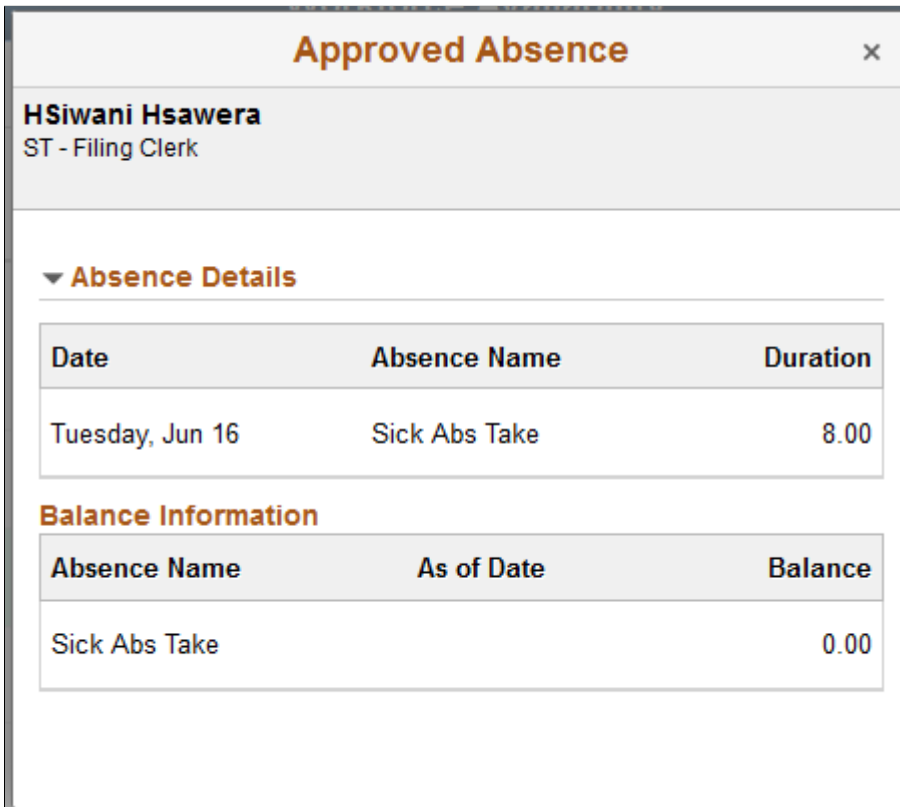 Approved Absence ×
HSiwani Hsawera
ST - Filing Clerk
Absence Details
Date Absence Name Duration
Tuesday, Jun 16 Sick Abs Take 8.00
Balance Information
Absence Name As of Date Balance
Sick Abs Take 0.00